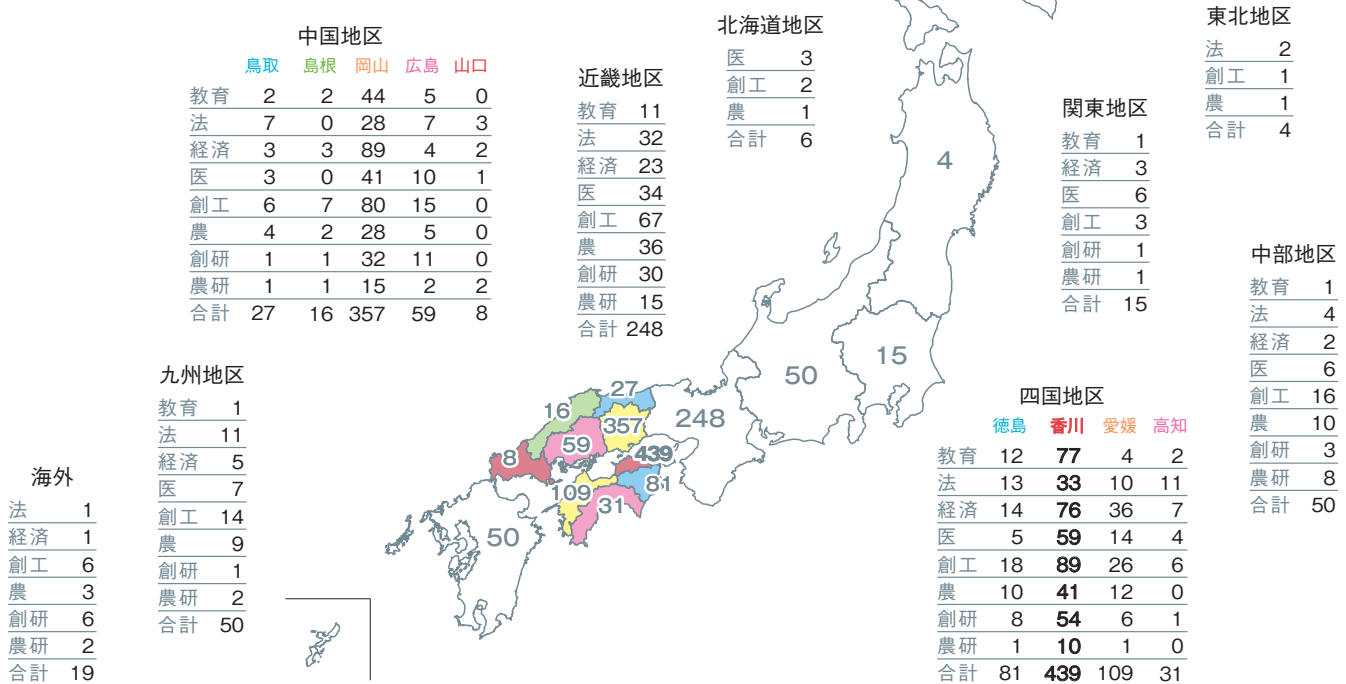 中国地区
鳥取 島根 岡山 広島 山口
教育 2 2 44 5 0
法 7 0 28 7 3
経済 3 3 89 4 2
医 3 0 41 10 1
創工 6 7 80 15 0
農 4 2 28 5 0
創研 1 1 32 11 0
農研 1 1 15 2 2
合計 27 16 357 59 8
近畿地区
教育 11
法 32
経済 23
医 34
創工 67
農 36
創研 30
農研 15
合計 248
北海道地区
医 3
創工 2
農 1
合計 6
関東地区
教育 1
経済 3
医 6
創工 3
創研 1
農研 1
合計 15
東北地区
法 2
創工 1
農 1
合計 4
中部地区
教育 1
法 4
経済 2
医 6
創工 16
農 10
創研 3
農研 8
合計 50
九州地区
教育 1
法 11
経済 5
医 7
創工 14
農 9
創研 1
農研 2
合計 50
海外
法 1
経済 1
創工 6
農 3
創研 6
農研 2
合計 19
四国地区
徳島 香川 愛媛 高知
教育 12 77 4 2
法 13 33 10 11
経済 14 76 36 7
医 5 59 14 4
創工 18 89 26 6
農 10 41 12 0
創研 8 54 6 1
農研 1 10 1 0
合計 81 439 109 31
4
15
50
248
27
16
357
59
8
439
81
109
31
50